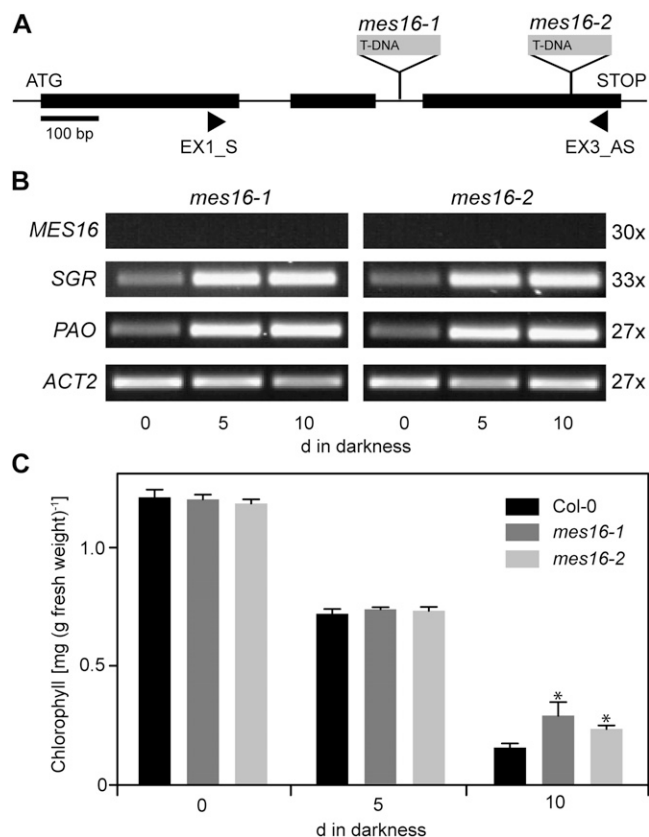 A
mes16-1
mes16-2
T-DNA
T-DNA
ATG
STOP
100 bp
EX1_S
EX3_AS
B
mes16-1
mes16-2
MES16
30x
SGR
33x
PAO
27x
ACT2
27x
0 5 10 0 5 10
d in darkness
C
Chlorophyll [mg (g fresh weight)⁻¹]
1.0
0.5
0
Col-0
mes16-1
mes16-2
* *
0 5 10
d in darkness